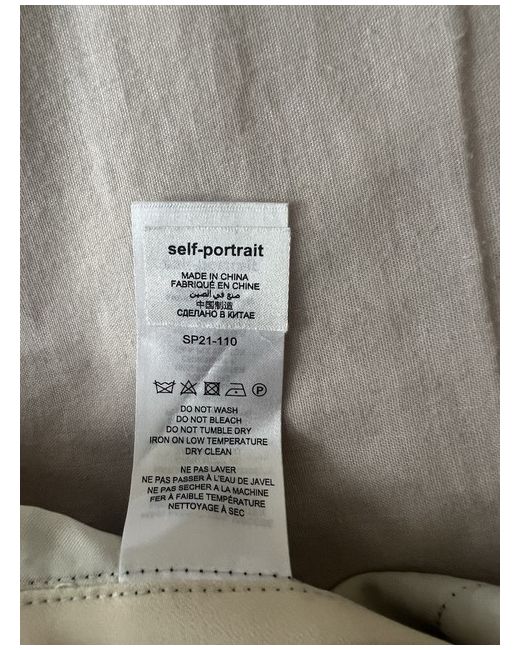 self-portrait
MADE IN CHINA
FABRIQUÉ EN CHINE
صنع في الصين
中国制造
СДЕЛАНО В КИТАЕ
SP21-110
DO NOT WASH
DO NOT BLEACH
DO NOT TUMBLE DRY
IRON ON LOW TEMPERATURE
DRY CLEAN
NE PAS LAVER
NE PAS PASSER À L'EAU DE JAVEL
NE PAS SECHER A LA MACHINE
FER À FAIBLE TEMPÉRATURE
NETTOYAGE À SEC